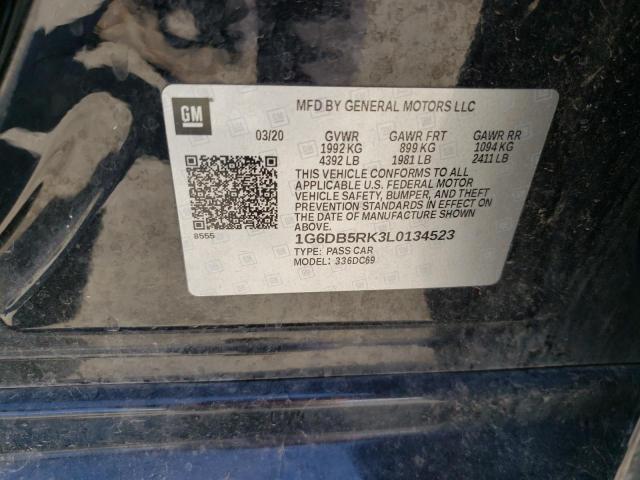 GM
MFD BY GENERAL MOTORS LLC
03/20 GVWR GAWR FRT GAWR RR
1992 KG 899 KG 1094 KG
4392 LB 1981 LB 2411 LB
THIS VEHICLE CONFORMS TO ALL
APPLICABLE U.S. FEDERAL MOTOR
VEHICLE SAFETY, BUMPER, AND THEFT
PREVENTION STANDARDS IN EFFECT ON
THE DATE OF MANUFACTURE SHOWN
ABOVE.
8555
1G6DB5RK3L0134523
TYPE: PASS CAR
MODEL: 336DC69